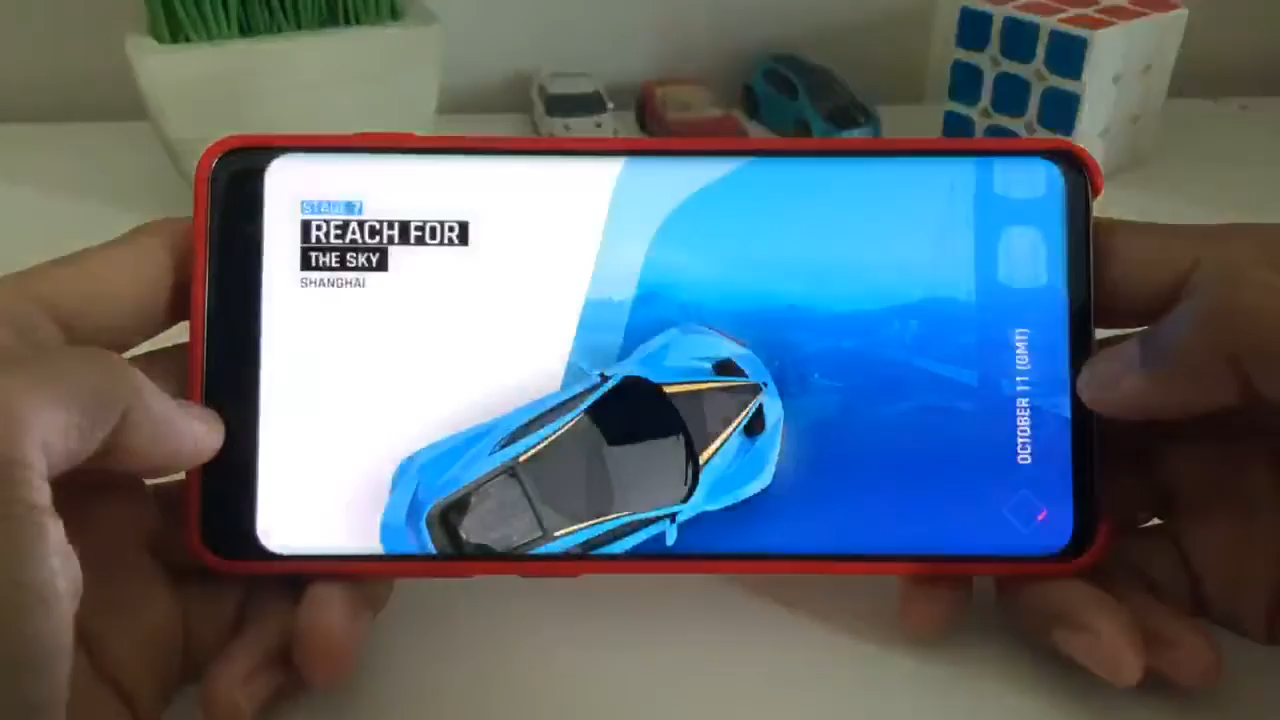 STAGE 7
REACH FOR
THE SKY
SHANGHAI
OCTOBER 11 (GMT)